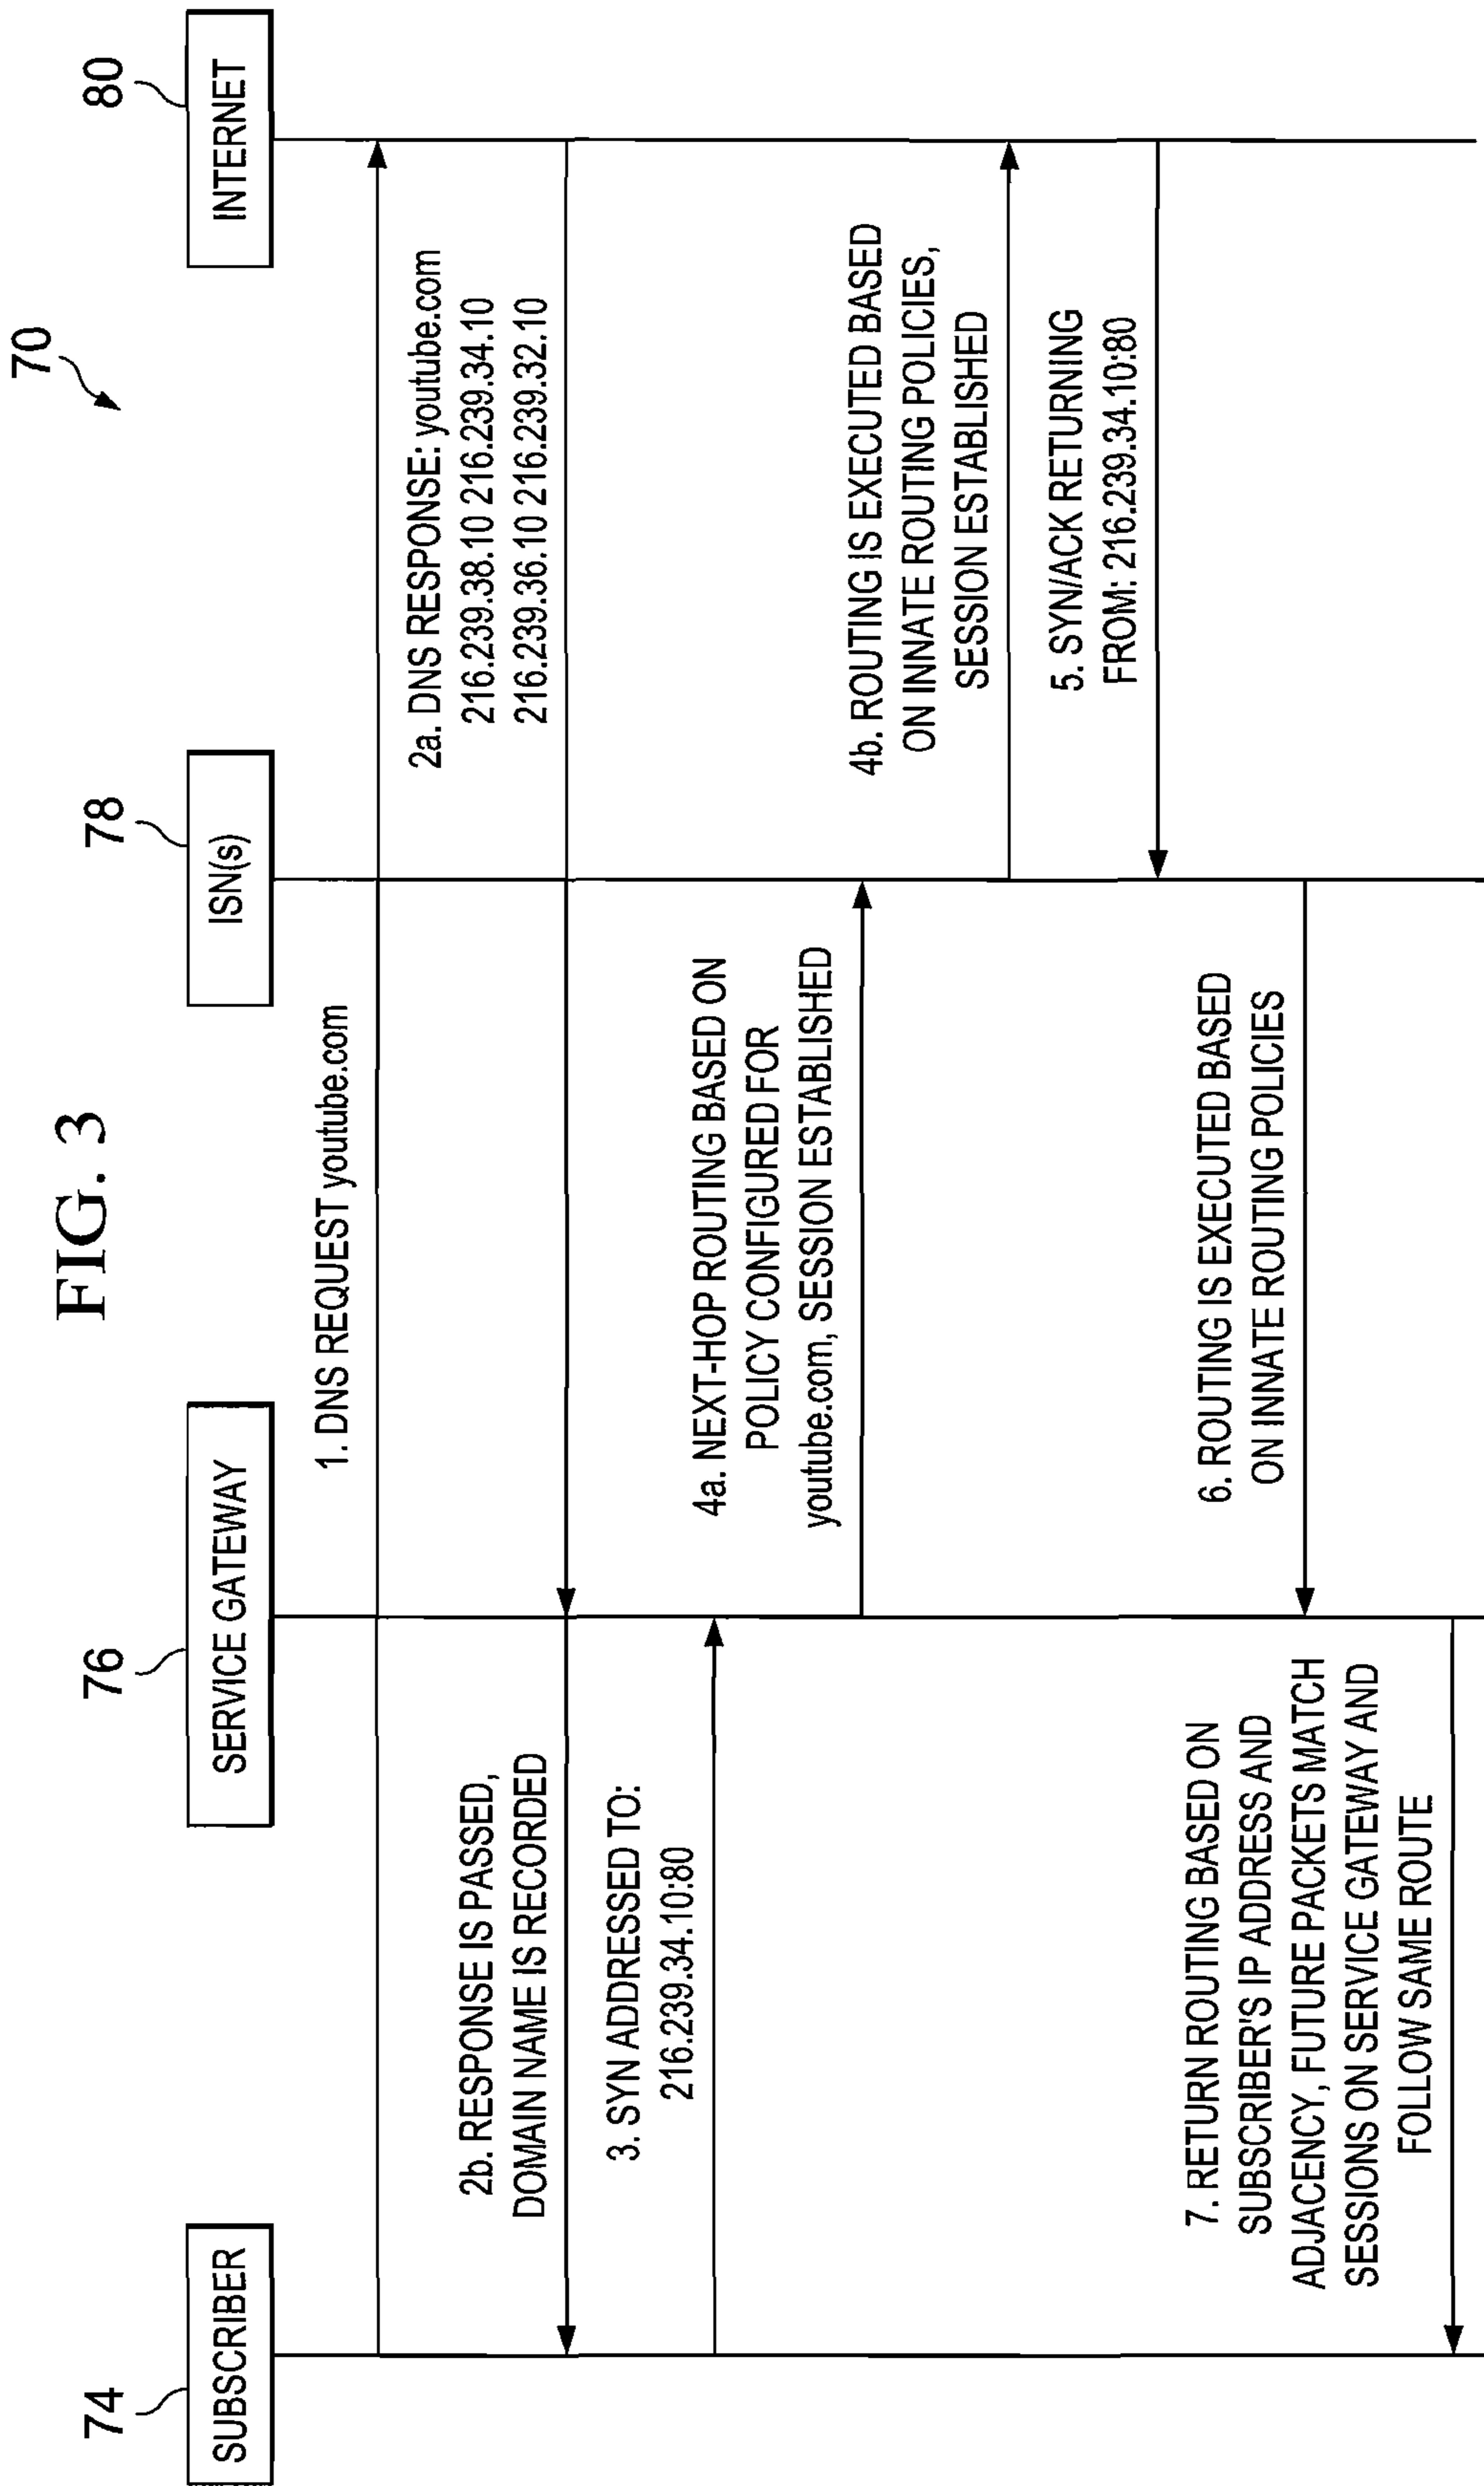 FIG. 3
70
74
76
78
80
SUBSCRIBER
SERVICE GATEWAY
ISN(s)
INTERNET
1. DNS REQUEST youtube.com
2a. DNS RESPONSE: youtube.com
216.239.38.10 216.239.34.10
216.239.36.10 216.239.32.10
2b. RESPONSE IS PASSED,
DOMAIN NAME IS RECORDED
3. SYN ADDRESSED TO:
216.239.34.10:80
4a. NEXT-HOP ROUTING BASED ON
POLICY CONFIGURED FOR
youtube.com, SESSION ESTABLISHED
4b. ROUTING IS EXECUTED BASED
ON INNATE ROUTING POLICIES,
SESSION ESTABLISHED
5. SYN/ACK RETURNING
FROM: 216.239.34.10:80
6. ROUTING IS EXECUTED BASED
ON INNATE ROUTING POLICIES
7. RETURN ROUTING BASED ON
SUBSCRIBER'S IP ADDRESS AND
ADJACENCY, FUTURE PACKETS MATCH
SESSIONS ON SERVICE GATEWAY AND
FOLLOW SAME ROUTE